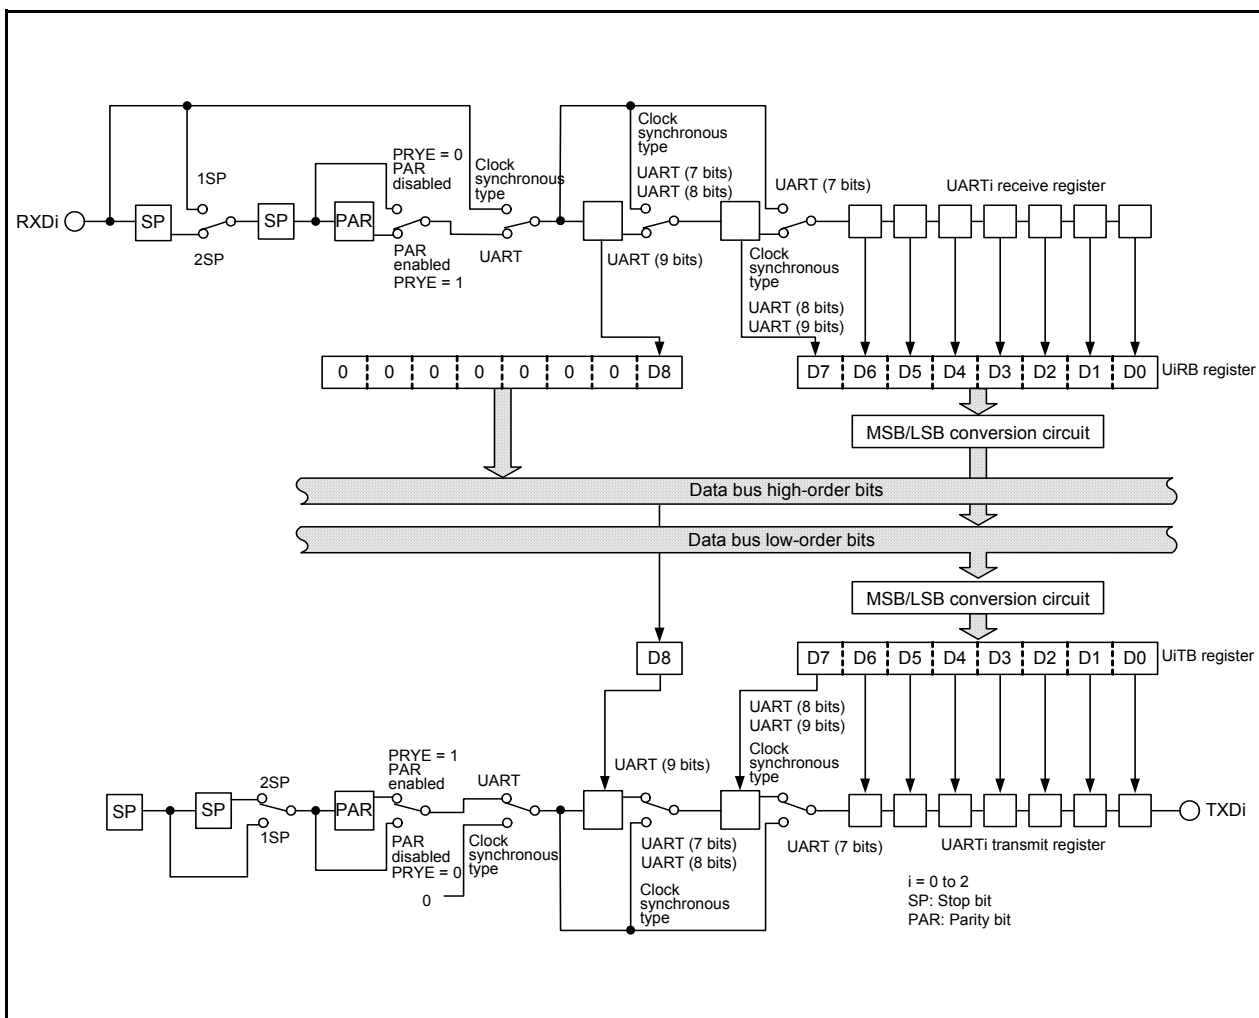 PRYE = 0
PAR
disabled
Clock
synchronous
type
Clock
synchronous
type
UART (7 bits)
UART (8 bits)
UART (7 bits)
UARTi receive register
1SP
RXDi
SP
SP
PAR
2SP
PAR
enabled
PRYE = 1
UART
UART (9 bits)
Clock
synchronous
type
UART (8 bits)
UART (9 bits)
0 0 0 0 0 0 0 D8
D7 D6 D5 D4 D3 D2 D1 D0
UiRB register
MSB/LSB conversion circuit
Data bus high-order bits
Data bus low-order bits
MSB/LSB conversion circuit
D8
D7 D6 D5 D4 D3 D2 D1 D0
UiTB register
UART (8 bits)
UART (9 bits)
Clock
synchronous
type
UART (9 bits)
PRYE = 1
PAR
enabled
UART
2SP
SP
SP
1SP
PAR
PAR
disabled
PRYE = 0
0
Clock
synchronous
type
UART (7 bits)
UART (8 bits)
Clock
synchronous
type
UART (7 bits)
TXDi
UARTi transmit register
i = 0 to 2
SP: Stop bit
PAR: Parity bit